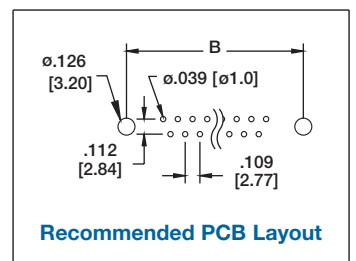 B
ø.126
[3.20]
ø.039 [ø1.0]
.112
[2.84]
.109
[2.77]
Recommended PCB Layout